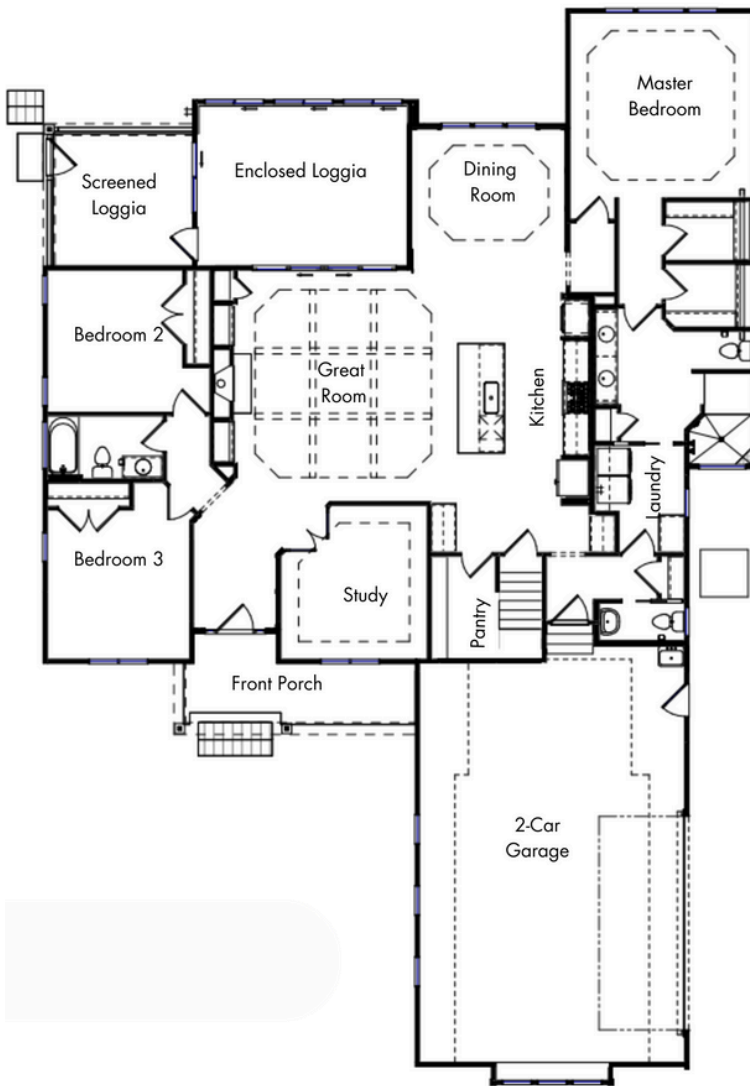 Master
Bedroom
Dining
Room
Enclosed Loggia
Screened
Loggia
Bedroom 2
Great
Room
Kitchen
Laundry
Bedroom 3
Study
Pantry
Front Porch
2-Car
Garage